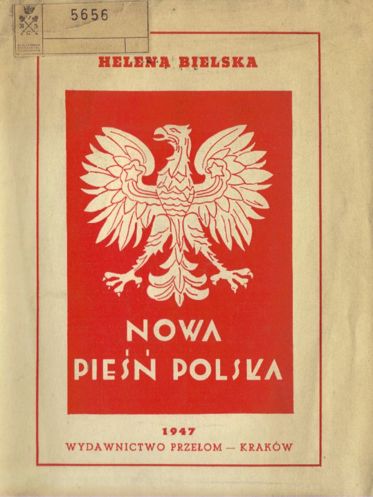 5656
HELENA BIELSKA
NOWA
PIEŚŃ POLSKA
1947
WYDAWNICTWO PRZEŁOM — KRAKÓW